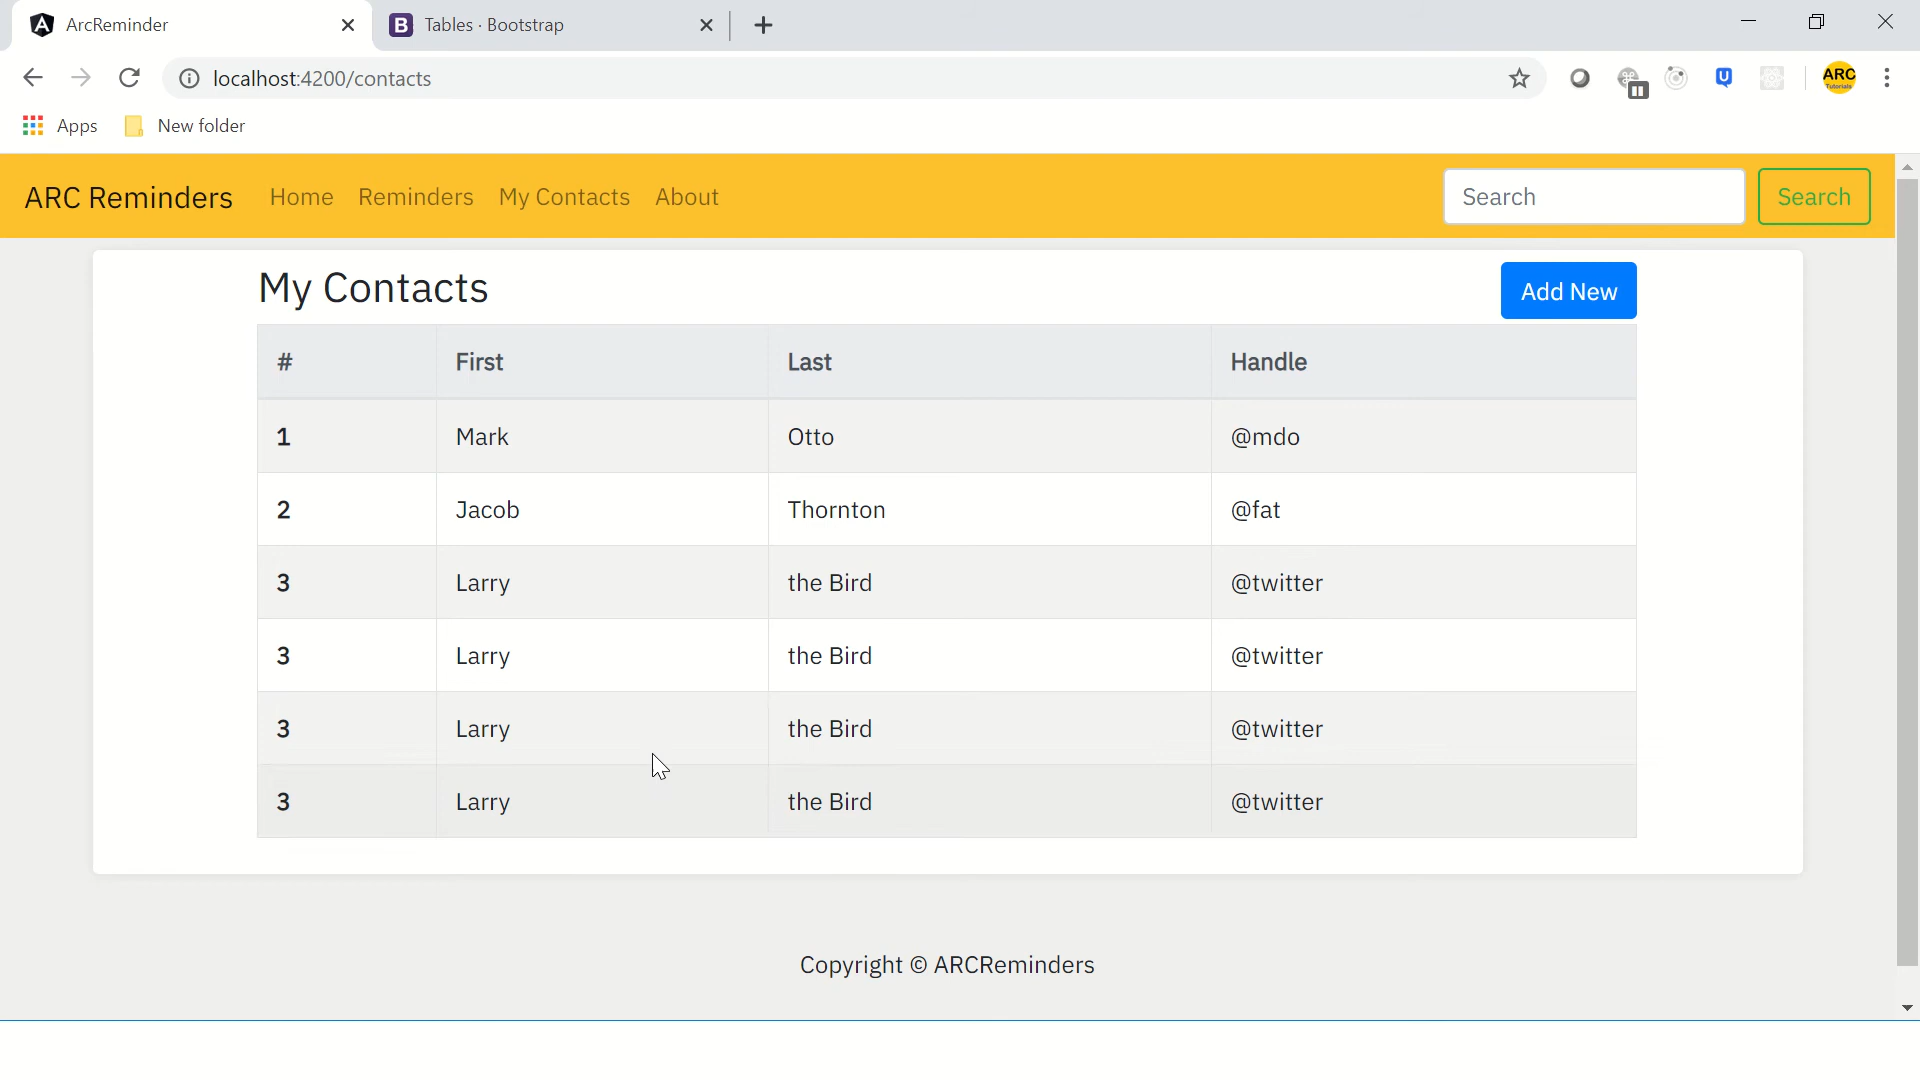 ArcReminder
Tables · Bootstrap
localhost:4200/contacts
ARC
Tutorials
Apps
New folder
ARC Reminders Home Reminders My Contacts About Search Search
My Contacts Add New
# First Last Handle
1 Mark Otto @mdo
2 Jacob Thornton @fat
3 Larry the Bird @twitter
3 Larry the Bird @twitter
3 Larry the Bird @twitter
3 Larry the Bird @twitter
Copyright © ARCReminders